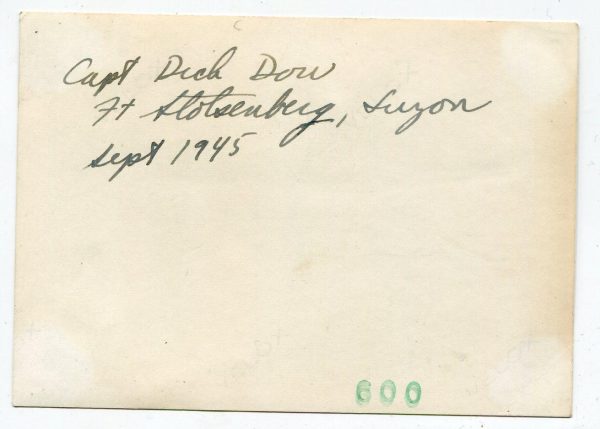 Capt Dick Dow
Ft Stotsenberg, Luzon
Sept 1945
600